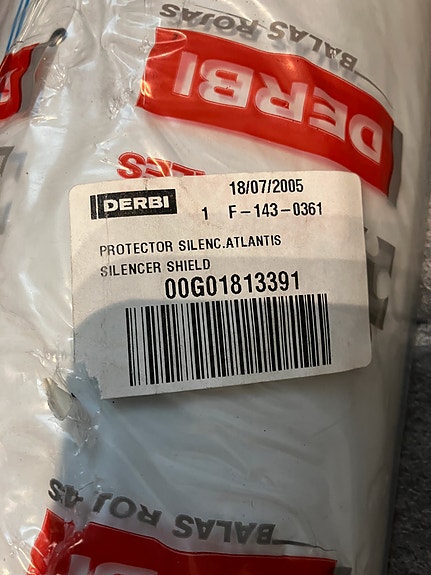 BALAS ROJAS
DERBI
DERBI
18/07/2005
1 F-143-0361
PROTECTOR SILENC.ATLANTIS
SILENCER SHIELD
00G01813391
BALAS ROJAS